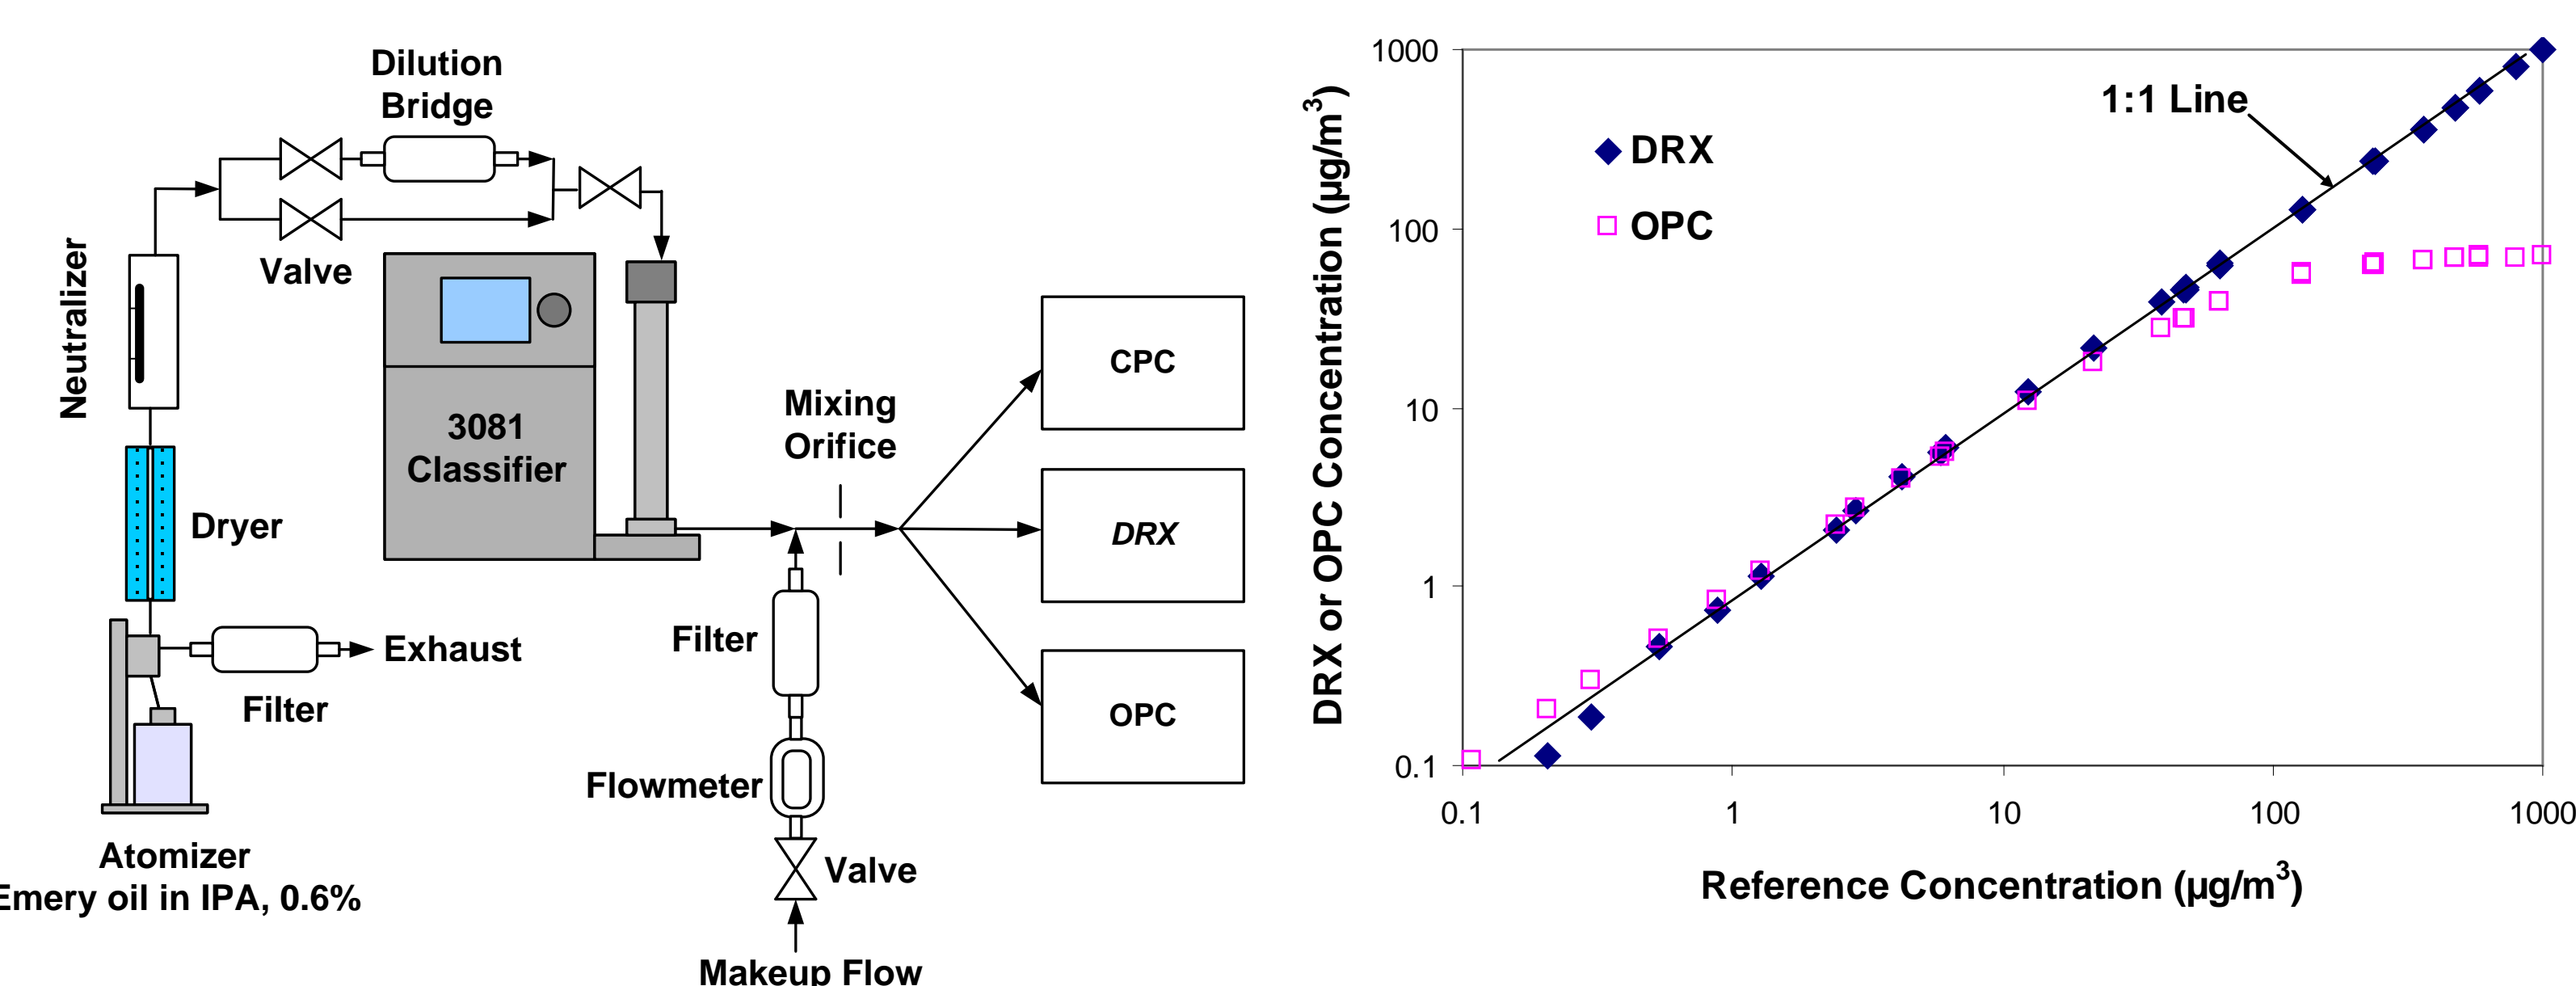 Dilution
Bridge
Valve
Neutralizer
3081
Classifier
Dryer
Mixing
Orifice
CPC
DRX
OPC
Filter
Exhaust
Filter
Flowmeter
Valve
Atomizer
Emery oil in IPA, 0.6%
Makeup Flow
DRX or OPC Concentration (µg/m³)
1000
100
10
1
0.1
1:1 Line
DRX
OPC
0.1
1
10
100
1000
Reference Concentration (µg/m³)